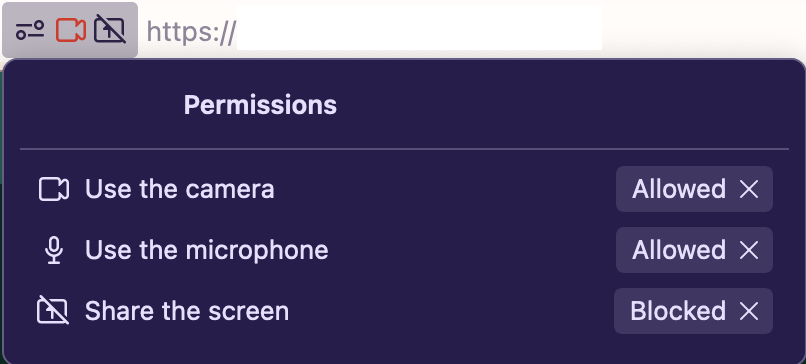 https://
Permissions
Use the camera Allowed
Use the microphone Allowed
Share the screen Blocked